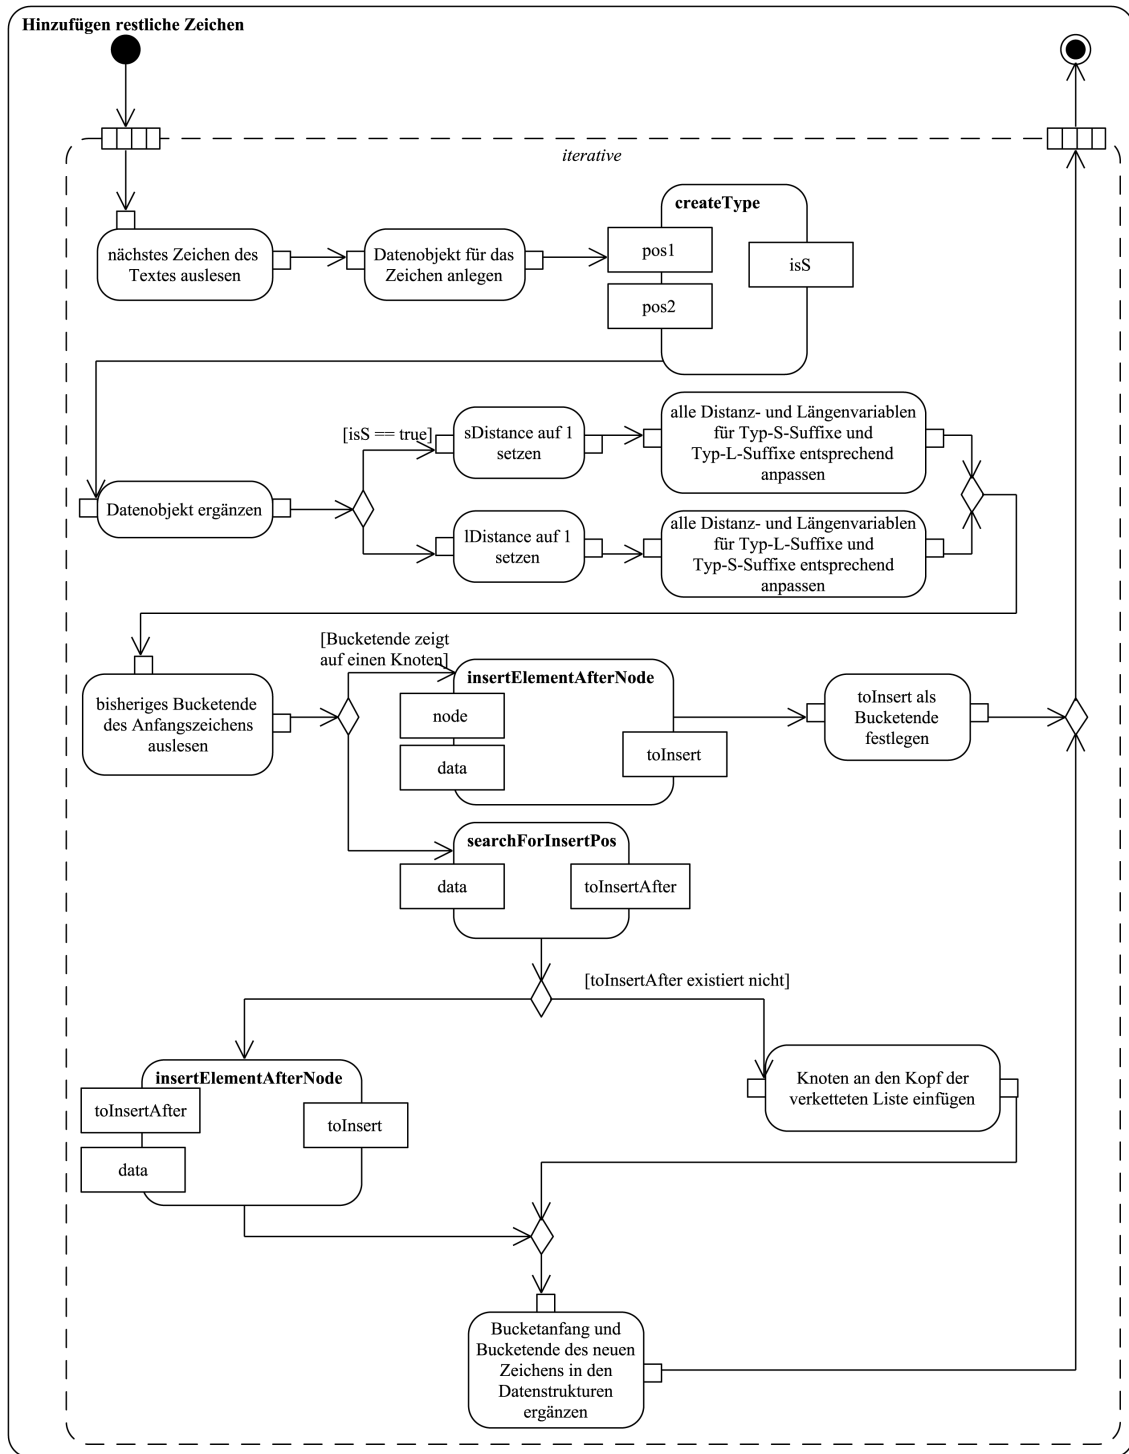 Hinzufügen restliche Zeichen
iterative
nächstes Zeichen des
Textes auslesen
Datenobjekt für das
Zeichen anlegen
createType
pos1
pos2
isS
Datenobjekt ergänzen
[isS == true]
sDistance auf 1
setzen
alle Distanz- und Längenvariablen
für Typ-S-Suffixe und
Typ-L-Suffixe entsprechend
anpassen
lDistance auf 1
setzen
alle Distanz- und Längenvariablen
für Typ-L-Suffixe und
Typ-S-Suffixe entsprechend
anpassen
bisheriges Bucketende
des Anfangszeichens
auslesen
[Bucketende zeigt
auf einen Knoten]
insertElementAfterNode
node
data
toInsert
toInsert als
Bucketende
festlegen
searchForInsertPos
data
toInsertAfter
[toInsertAfter existiert nicht]
insertElementAfterNode
toInsertAfter
data
toInsert
Knoten an den Kopf der
verketteten Liste einfügen
Bucketanfang und
Bucketende des neuen
Zeichens in den
Datenstrukturen
ergänzen